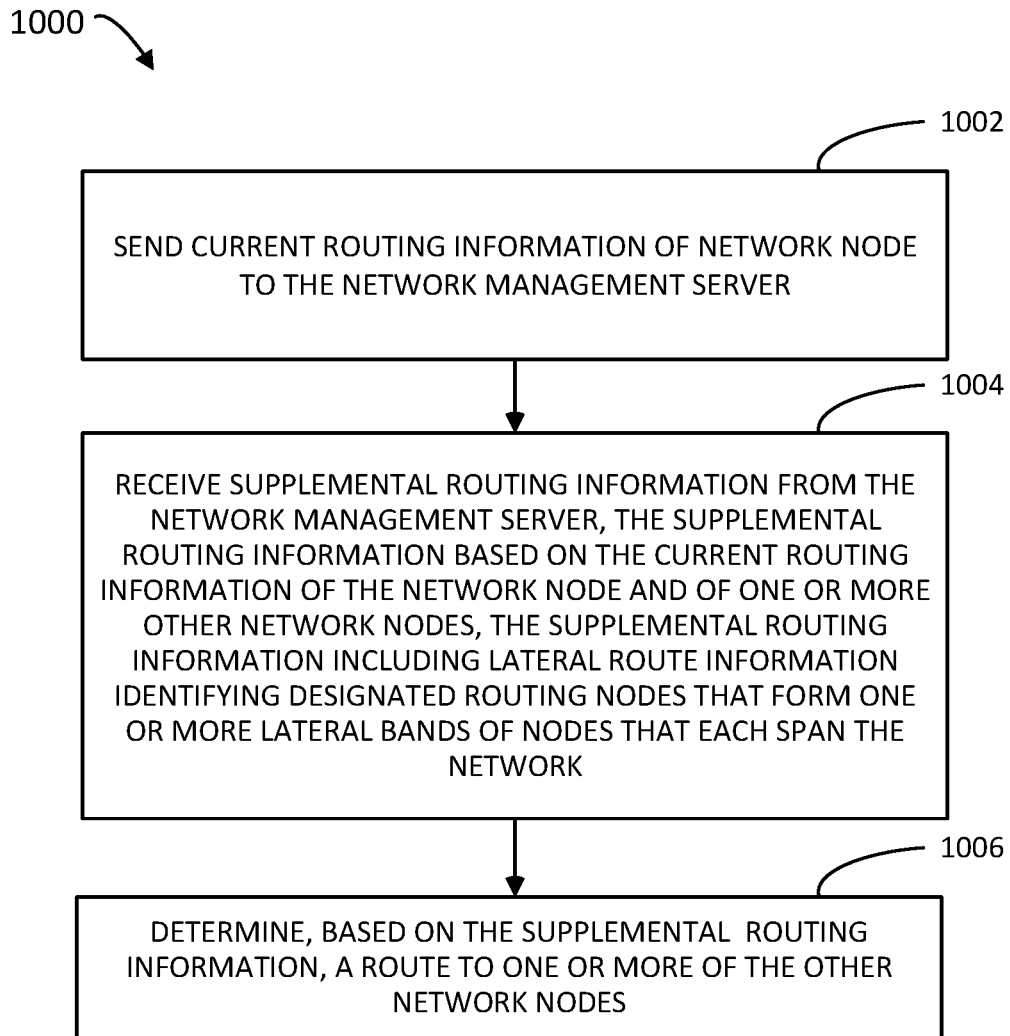 1000
1002
SEND CURRENT ROUTING INFORMATION OF NETWORK NODE
TO THE NETWORK MANAGEMENT SERVER
1004
RECEIVE SUPPLEMENTAL ROUTING INFORMATION FROM THE
NETWORK MANAGEMENT SERVER, THE SUPPLEMENTAL
ROUTING INFORMATION BASED ON THE CURRENT ROUTING
INFORMATION OF THE NETWORK NODE AND OF ONE OR MORE
OTHER NETWORK NODES, THE SUPPLEMENTAL ROUTING
INFORMATION INCLUDING LATERAL ROUTE INFORMATION
IDENTIFYING DESIGNATED ROUTING NODES THAT FORM ONE
OR MORE LATERAL BANDS OF NODES THAT EACH SPAN THE
NETWORK
1006
DETERMINE, BASED ON THE SUPPLEMENTAL ROUTING
INFORMATION, A ROUTE TO ONE OR MORE OF THE OTHER
NETWORK NODES